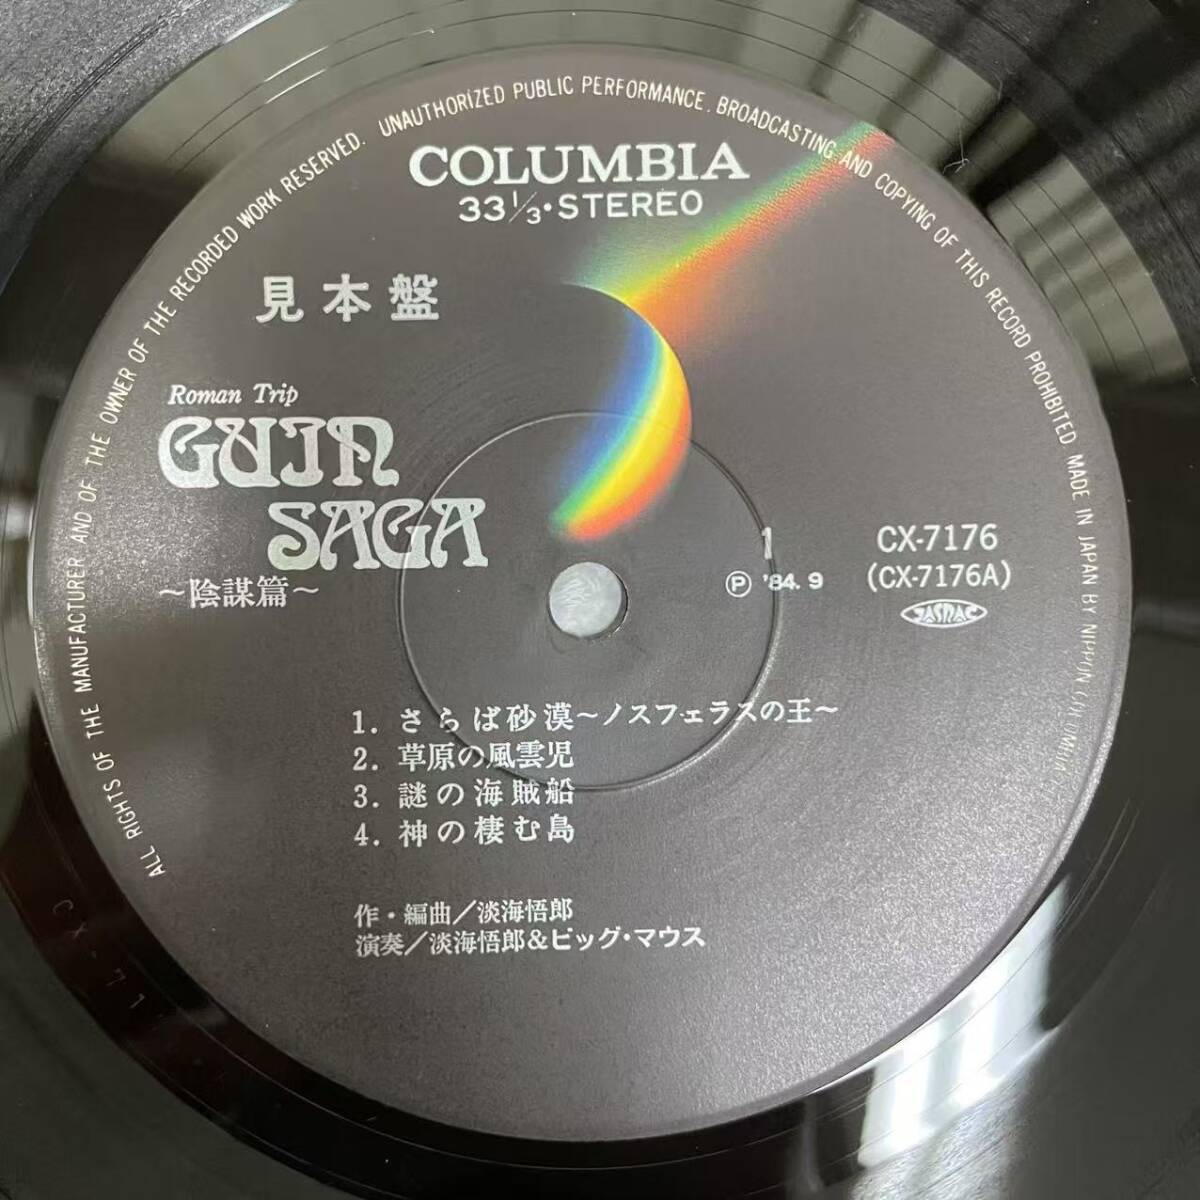 ALL RIGHTS OF THE MANUFACTURER AND OF THE OWNER OF THE RECORDED WORK RESERVED. UNAUTHORIZED PUBLIC PERFORMANCE. BROADCASTING AND COPYING OF THIS RECORD PROHIBITED MADE IN JAPAN BY NIPPON COLUMBIA
COLUMBIA
33 1/3・STEREO
見本盤
Roman Trip
GUIN
SAGA
～陰謀篇～
1
CX-7176
Ⓟ '84. 9
(CX-7176A)
JASRAC
1. さらば砂漠～ノスフェラスの王～
2. 草原の風雲児
3. 謎の海賊船
4. 神の棲む島
作・編曲／淡海悟郎
演奏／淡海悟郎&ビッグ・マウス
CX-71